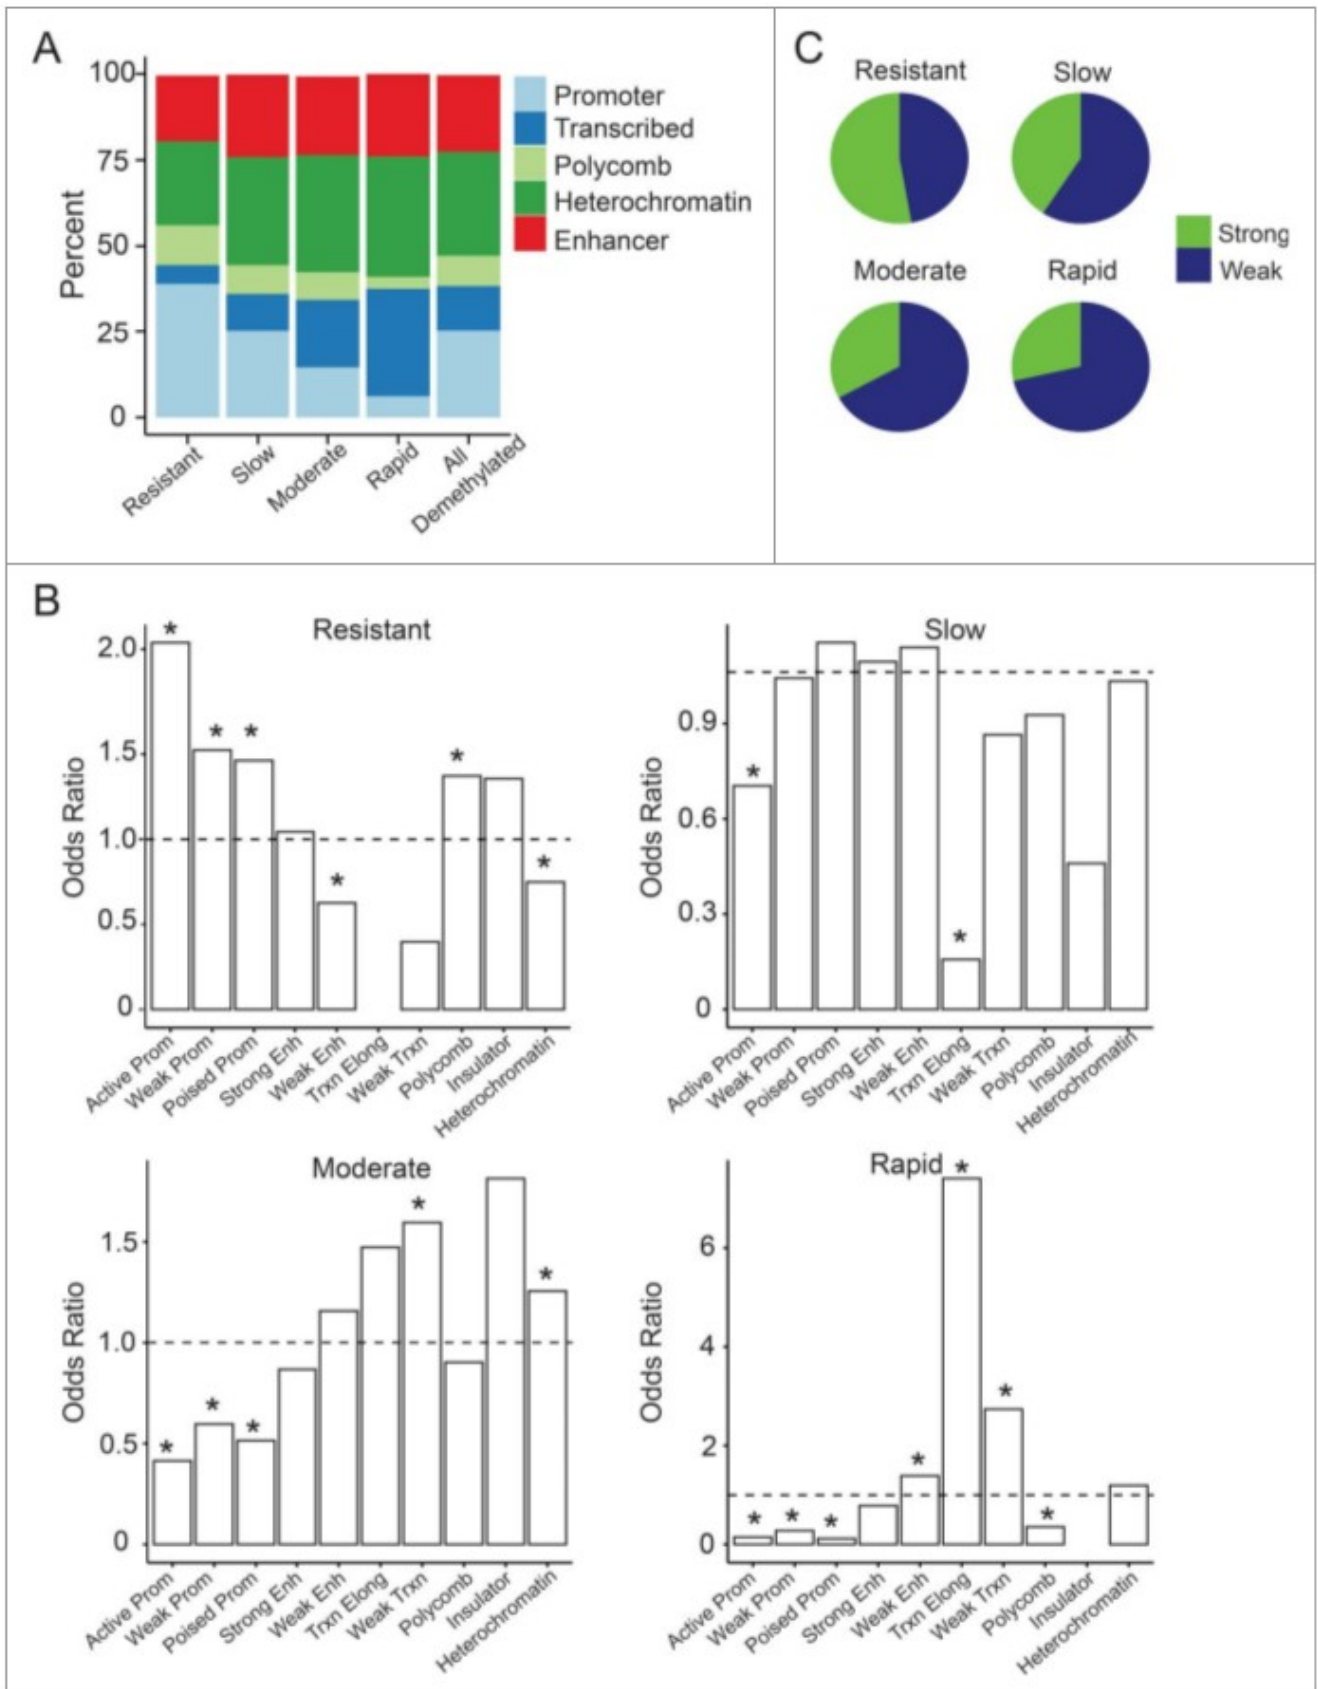 A
100
75
50
25
0
Percent
Resistant
Slow
Moderate
Rapid
All
Demethylated
Promoter
Transcribed
Polycomb
Heterochromatin
Enhancer
C
Resistant
Slow
Moderate
Rapid
Strong
Weak
B
Resistant
Odds Ratio
2.0
1.5
1.0
0.5
0
*
*
*
*
*
*
Active Prom
Weak Prom
Poised Prom
Strong Enh
Weak Enh
Trxn Elong
Weak Trxn
Polycomb
Insulator
Heterochromatin
Slow
Odds Ratio
0.9
0.6
0.3
0
*
*
Active Prom
Weak Prom
Poised Prom
Strong Enh
Weak Enh
Trxn Elong
Weak Trxn
Polycomb
Insulator
Heterochromatin
Moderate
Odds Ratio
1.5
1.0
0.5
0
*
*
*
*
*
Active Prom
Weak Prom
Poised Prom
Strong Enh
Weak Enh
Trxn Elong
Weak Trxn
Polycomb
Insulator
Heterochromatin
Rapid
Odds Ratio
6
4
2
0
*
*
*
*
*
*
*
Active Prom
Weak Prom
Poised Prom
Strong Enh
Weak Enh
Trxn Elong
Weak Trxn
Polycomb
Insulator
Heterochromatin